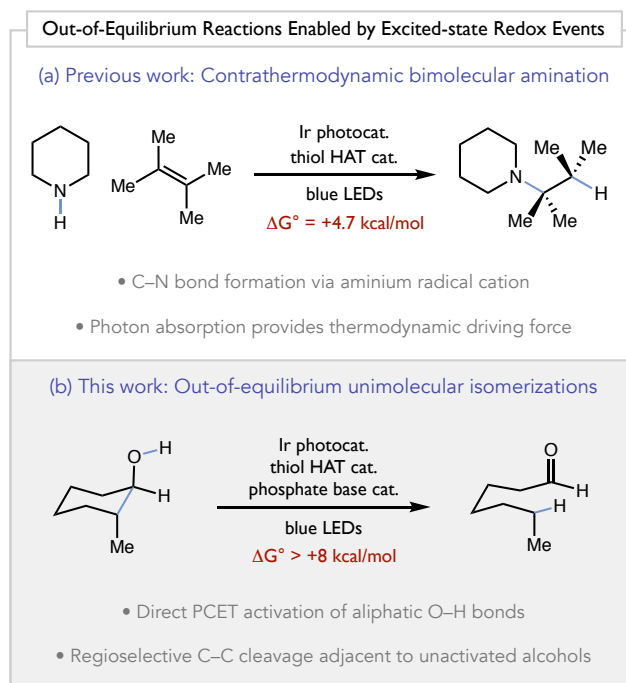 Out-of-Equilibrium Reactions Enabled by Excited-state Redox Events
(a) Previous work: Contrathermodynamic bimolecular amination
N
H
Me
Me
Me
Me
Ir photocat.
thiol HAT cat.
blue LEDs
ΔG° = +4.7 kcal/mol
Me
Me
N
H
Me
Me
• C–N bond formation via aminium radical cation
• Photon absorption provides thermodynamic driving force
(b) This work: Out-of-equilibrium unimolecular isomerizations
O
H
H
Me
Ir photocat.
thiol HAT cat.
phosphate base cat.
blue LEDs
ΔG° > +8 kcal/mol
O
H
H
Me
• Direct PCET activation of aliphatic O–H bonds
• Regioselective C–C cleavage adjacent to unactivated alcohols